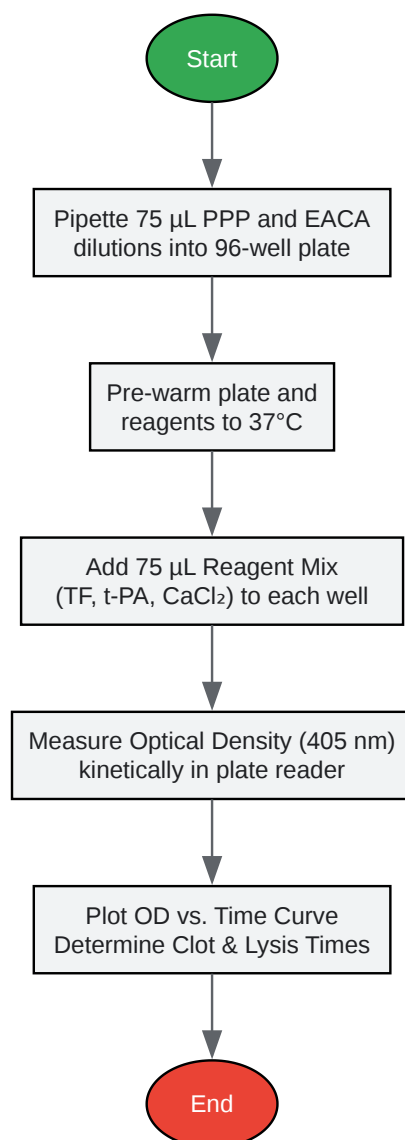 Start
Pipette 75 µL PPP and EACA
dilutions into 96-well plate
Pre-warm plate and
reagents to 37°C
Add 75 µL Reagent Mix
(TF, t-PA, CaCl₂) to each well
Measure Optical Density (405 nm)
kinetically in plate reader
Plot OD vs. Time Curve
Determine Clot & Lysis Times
End